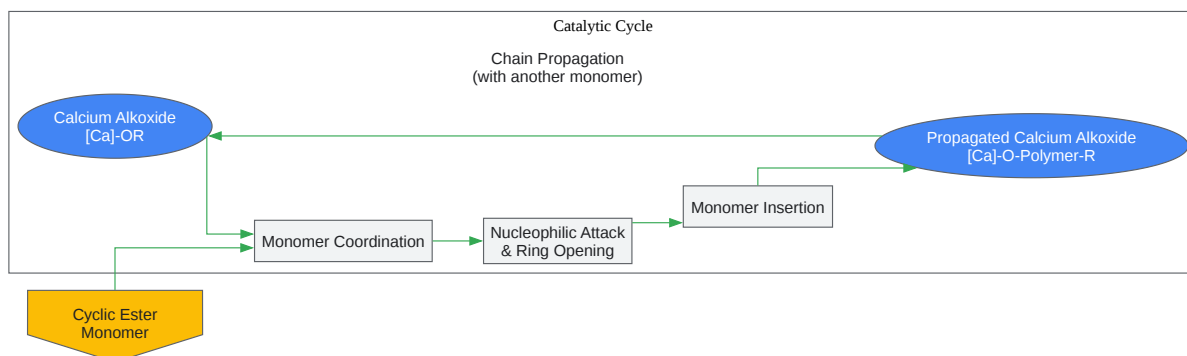 Catalytic Cycle
Chain Propagation
(with another monomer)
Calcium Alkoxide
[Ca]-OR
Propagated Calcium Alkoxide
[Ca]-O-Polymer-R
Monomer Insertion
Monomer Coordination
Nucleophilic Attack
& Ring Opening
Cyclic Ester
Monomer